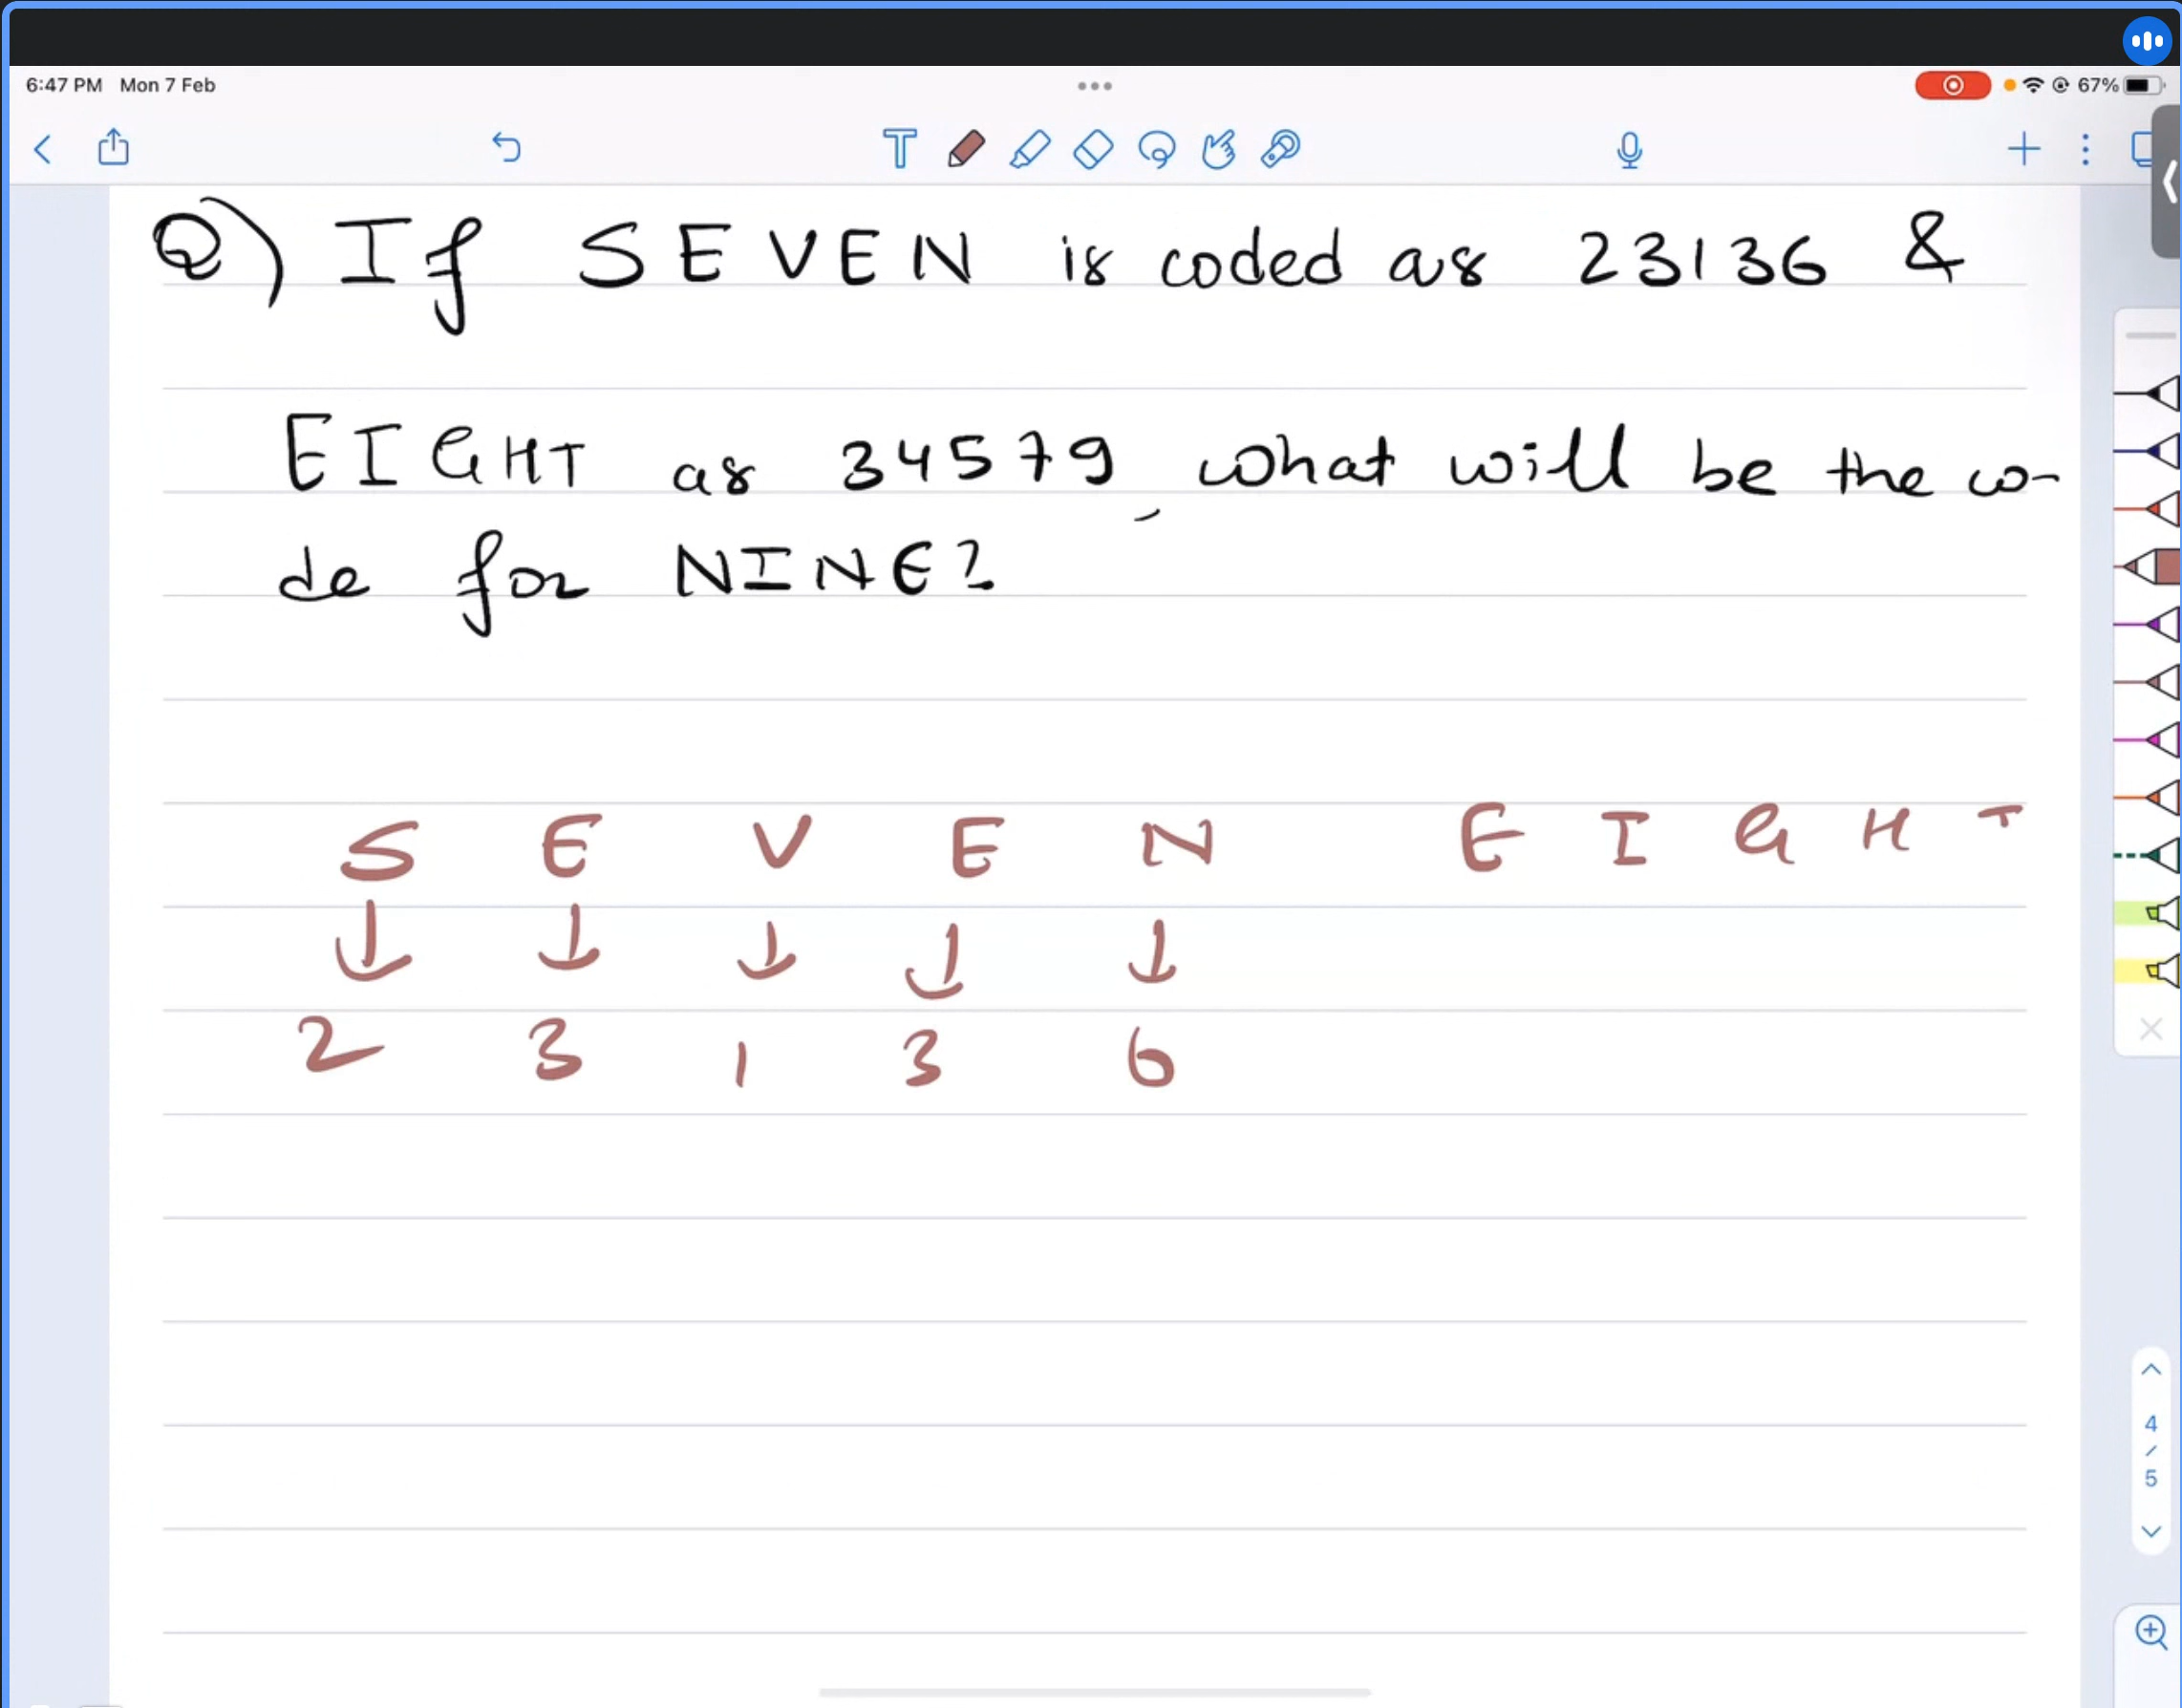 6:47 PM Mon 7 Feb
67%
Q) If SEVEN is coded as 23136 &
EIGHT as 34579, what will be the co-
de for NINE?
S E V E N E I G H T
↓ ↓ ↓ ↓ ↓
2 3 1 3 6
4
/
5